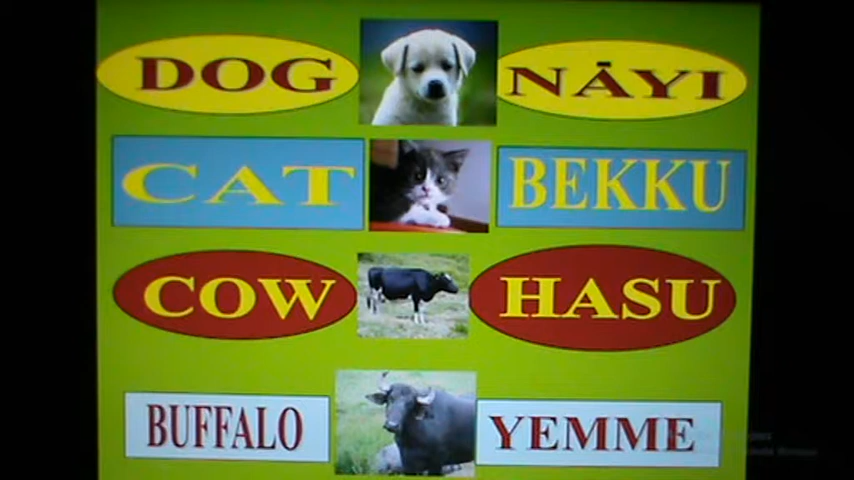 DOG NĀYI
CAT BEKKU
COW HASU
BUFFALO YEMME